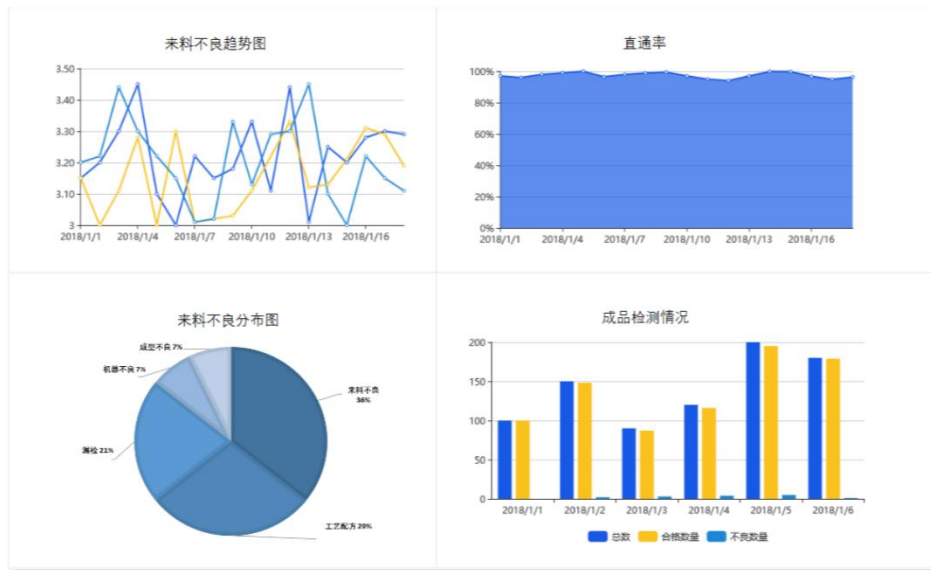 来料不良趋势图
3.50
3.40
3.30
3.20
3.10
3
2018/1/1 2018/1/4 2018/1/7 2018/1/10 2018/1/13 2018/1/16
直通率
100%
80%
60%
40%
20%
0%
2018/1/1 2018/1/4 2018/1/7 2018/1/10 2018/1/13 2018/1/16
来料不良分布图
成型不良 7%
机器不良 7%
来料不良
36%
漏检 21%
工艺配方 29%
成品检测情况
200
150
100
50
0
2018/1/1 2018/1/2 2018/1/3 2018/1/4 2018/1/5 2018/1/6
总数 合格数量 不良数量